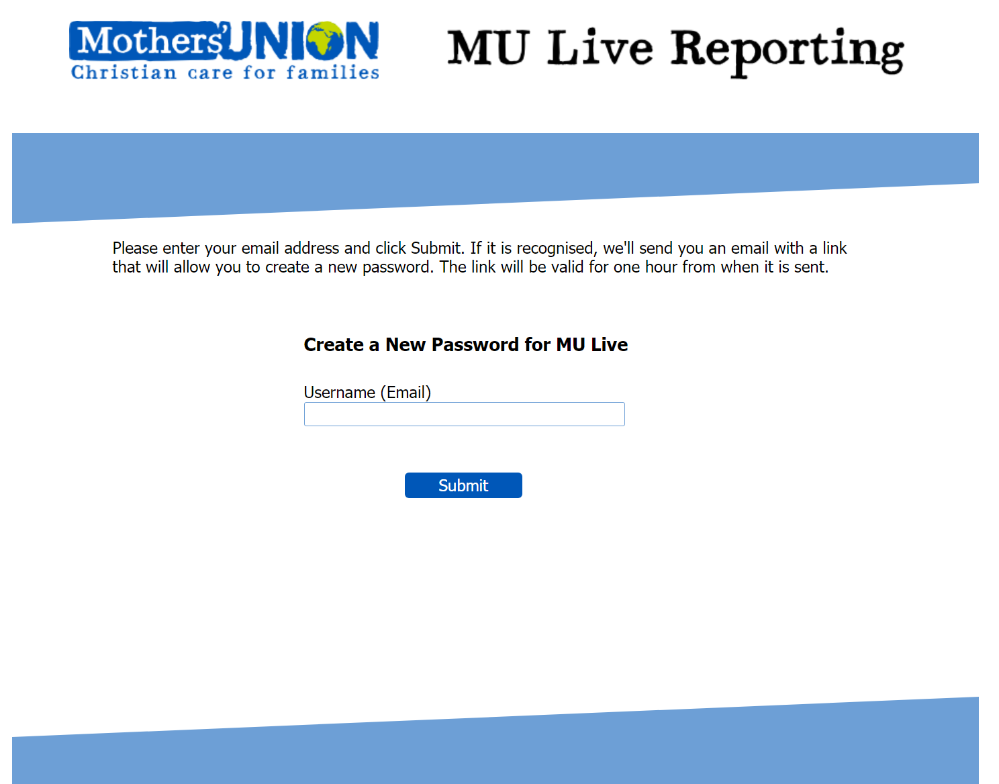 Mothers' UNION
Christian care for families
MU Live Reporting
Please enter your email address and click Submit. If it is recognised, we'll send you an email with a link
that will allow you to create a new password. The link will be valid for one hour from when it is sent.
Create a New Password for MU Live
Username (Email)
Submit